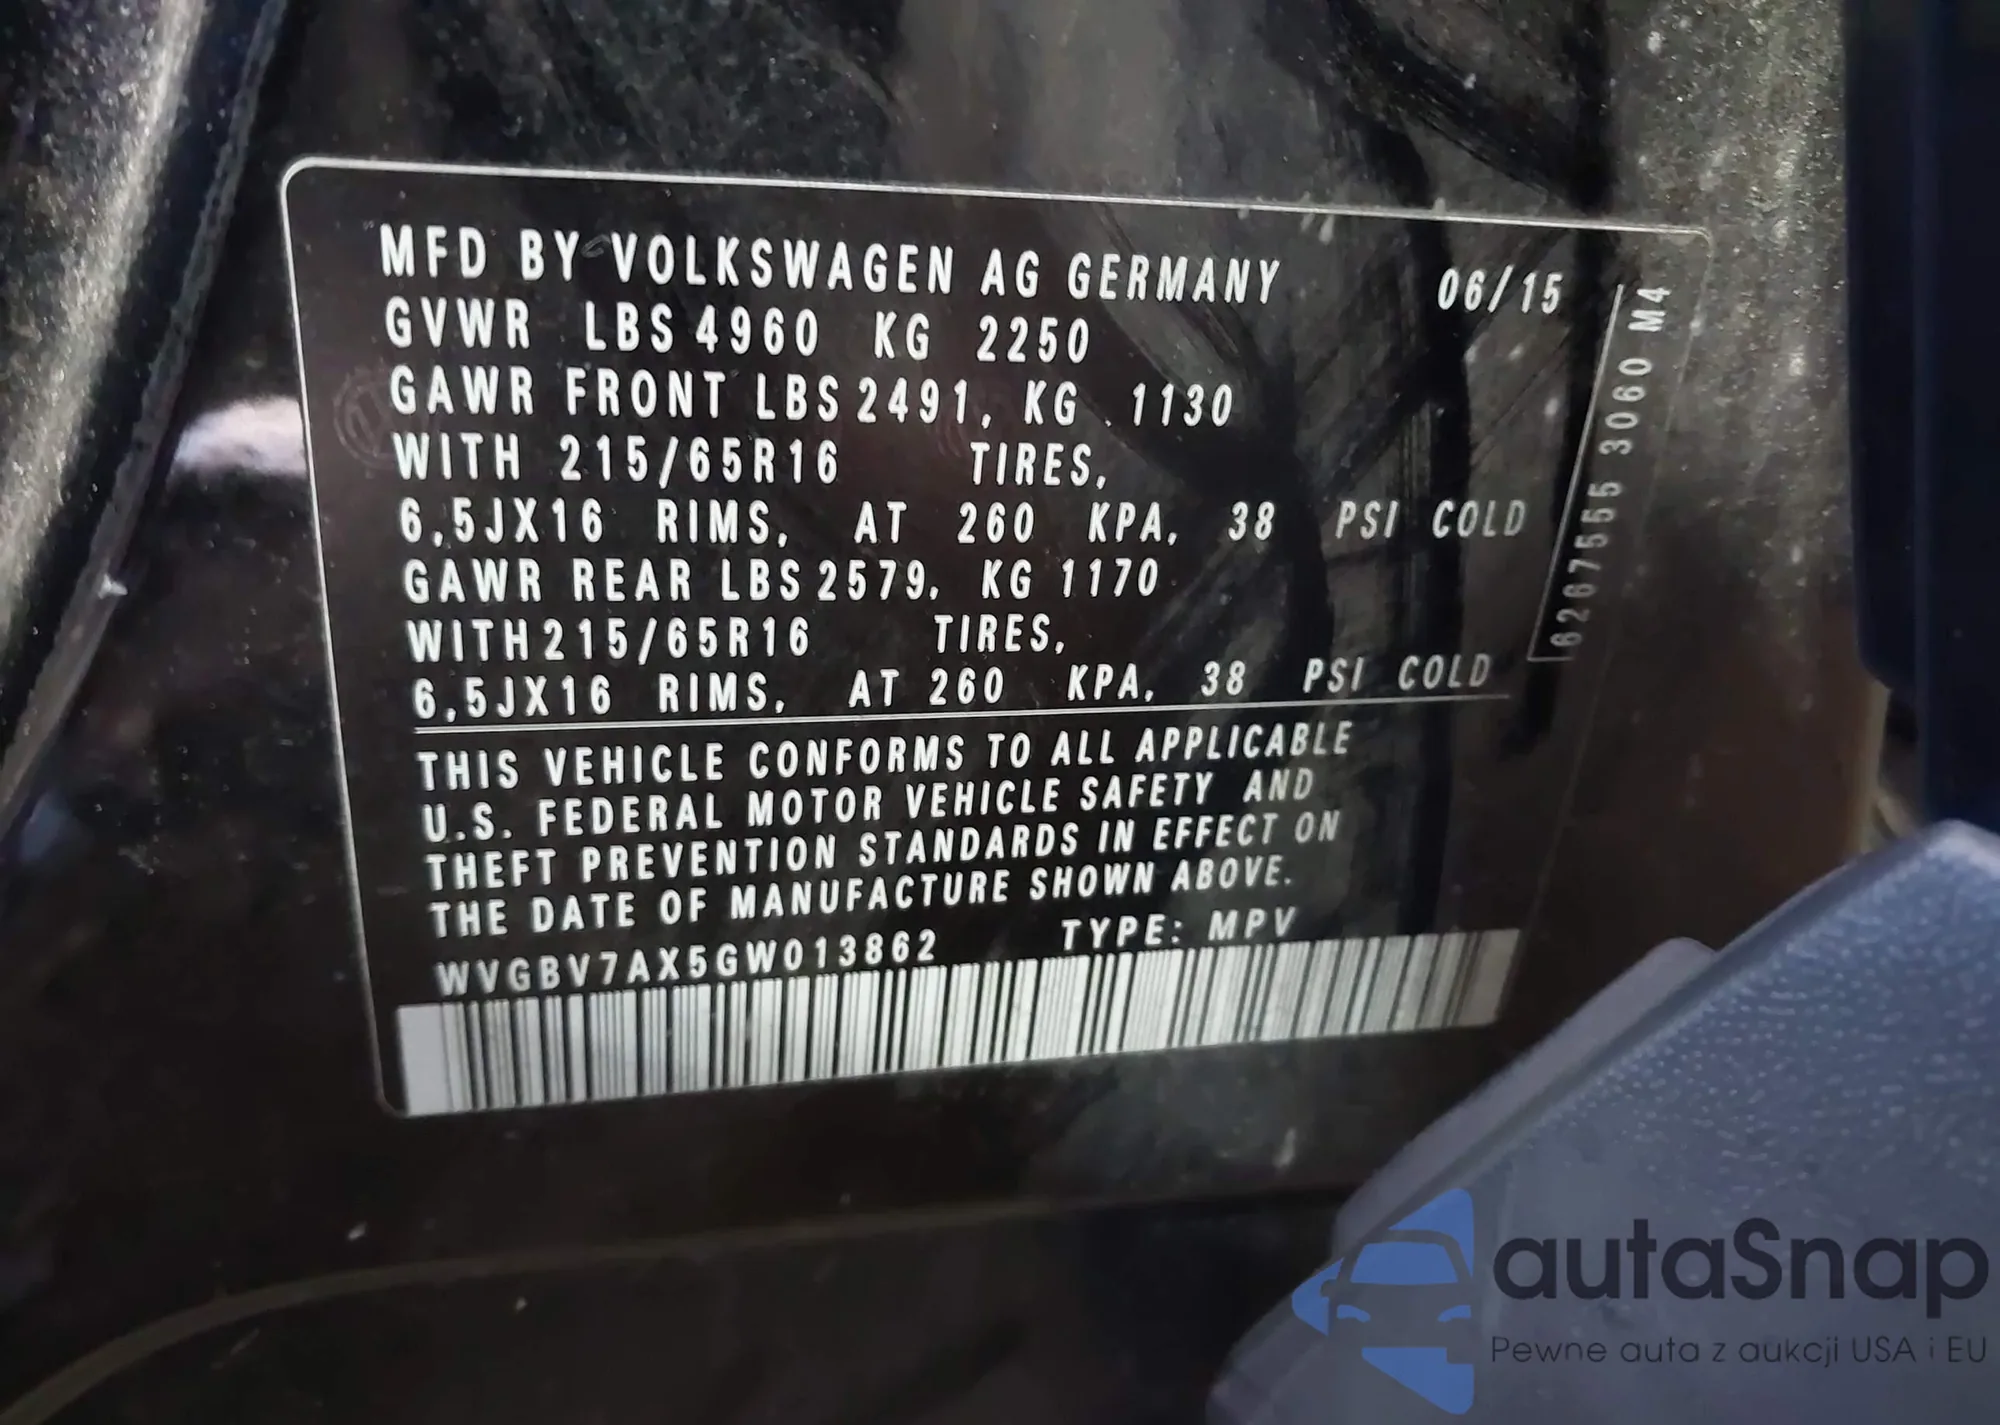 MFD BY VOLKSWAGEN AG GERMANY 06/15
GVWR LBS 4960 KG 2250
GAWR FRONT LBS 2491, KG . 1130
WITH 215/65R16 TIRES,
6,5JX16 RIMS, AT 260 KPA, 38 PSI COLD
GAWR REAR LBS 2579, KG 1170
WITH 215/65R16 TIRES,
6,5JX16 RIMS, AT 260 KPA, 38 PSI COLD
THIS VEHICLE CONFORMS TO ALL APPLICABLE
U.S. FEDERAL MOTOR VEHICLE SAFETY AND
THEFT PREVENTION STANDARDS IN EFFECT ON
THE DATE OF MANUFACTURE SHOWN ABOVE.
WVGBV7AX5GW013862 TYPE: MPV
6267555 3060 M4
autaSnap
Pewne auta z aukcji USA i EU